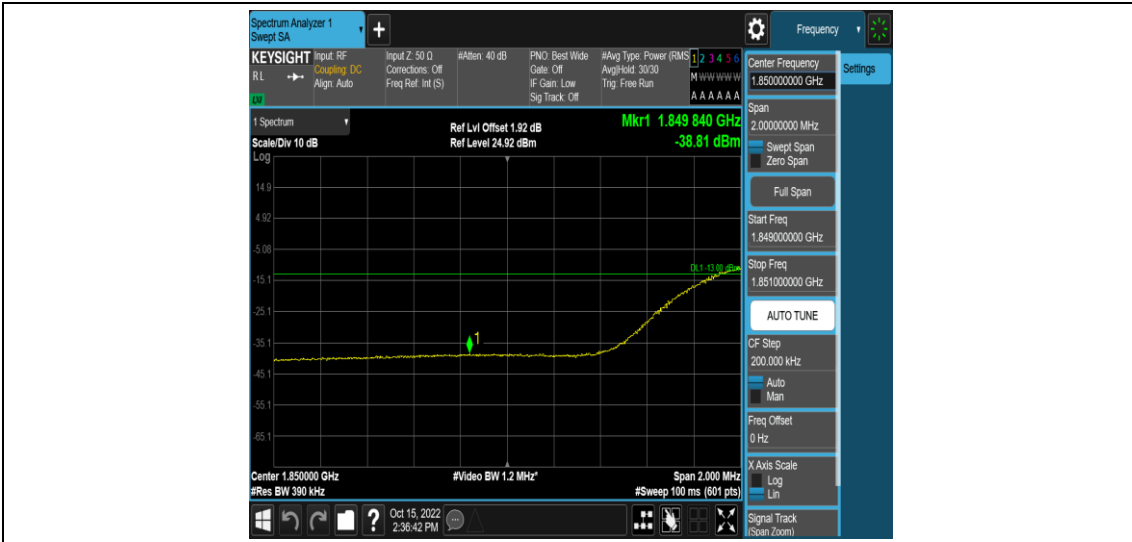 Spectrum Analyzer 1
Swept SA
Frequency
KEYSIGHT
RL
LXI
Input: RF
Coupling: DC
Align: Auto
Input Z: 50 Ω
Corrections: Off
Freq Ref: Int (S)
#Atten: 40 dB
PNO: Best Wide
Gate: Off
IF Gain: Low
Sig Track: Off
#Avg Type: Power (RMS
Avg|Hold: 30/30
Trig: Free Run
1 2 3 4 5 6
M W W W W W
A A A A A A
1 Spectrum
Scale/Div 10 dB
Log
Ref Lvl Offset 1.92 dB
Ref Level 24.92 dBm
Mkr1 1.849 840 GHz
-38.81 dBm
14.9
4.92
-5.08
-15.1
-25.1
-35.1
-45.1
-55.1
-65.1
DL1 -13.00 dBm
1
Center 1.850000 GHz
#Res BW 390 kHz
#Video BW 1.2 MHz*
Span 2.000 MHz
#Sweep 100 ms (601 pts)
?
Oct 15, 2022
2:36:42 PM
Center Frequency
1.850000000 GHz
Span
2.00000000 MHz
Swept Span
Zero Span
Full Span
Start Freq
1.849000000 GHz
Stop Freq
1.851000000 GHz
AUTO TUNE
CF Step
200.000 kHz
Auto
Man
Freq Offset
0 Hz
X Axis Scale
Log
Lin
Signal Track
(Span Zoom)
Settings